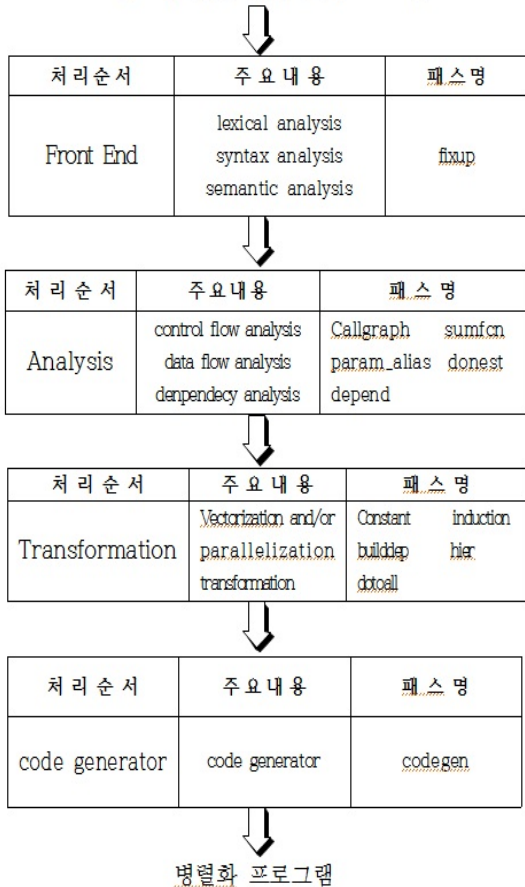 처리순서 주요내용 패스명
Front End
lexical analysis
syntax analysis
semantic analysis
fixup
처리순서 주요내용 패스명
Analysis
control flow analysis
data flow analysis
denpendecy analysis
Callgraph sumfcn
param_alias donest
depend
처리순서 주요내용 패스명
Transformation
Vectorization and/or
parallelization
transformation
Constant induction
builddep hier
dotoall
처리순서 주요내용 패스명
code generator code generator codegen
병렬화 프로그램